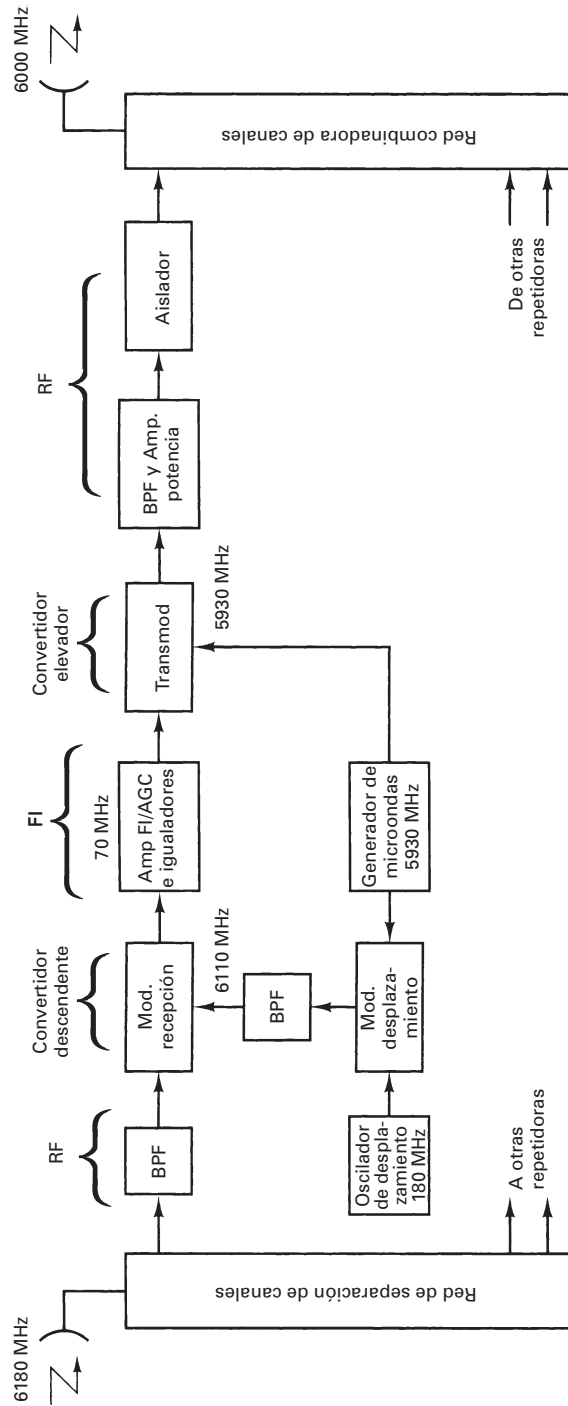 6180 MHz
Red de separación de canales
A otras
repetidoras
RF
BPF
Convertidor
descendente
Mod.
recepción
6110 MHz
BPF
Mod.
desplaza-
miento
Oscilador
de despla-
zamiento
180 MHz
FI
70 MHz
Amp FI/AGC
e igualadores
Generador de
microondas
5930 MHz
Convertidor
elevador
Transmod
5930 MHz
RF
BPF y Amp.
potencia
Aislador
De otras
repetidoras
Red combinadora de canales
6000 MHz